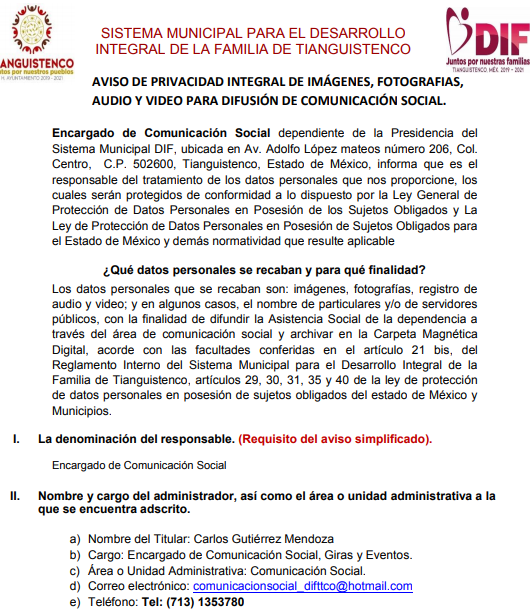 SISTEMA MUNICIPAL PARA EL DESARROLLO
INTEGRAL DE LA FAMILIA DE TIANGUISTENCO
ANGUISTENCO
ntos por nuestros pueblos
H. AYUNTAMIENTO 2019 - 2021
DIF
Juntos por nuestras familias
TIANGUISTENCO, MÉX. 2019 - 2021
AVISO DE PRIVACIDAD INTEGRAL DE IMÁGENES, FOTOGRAFIAS,
AUDIO Y VIDEO PARA DIFUSIÓN DE COMUNICACIÓN SOCIAL.
Encargado de Comunicación Social dependiente de la Presidencia del
Sistema Municipal DIF, ubicada en Av. Adolfo López mateos número 206, Col.
Centro, C.P. 502600, Tianguistenco, Estado de México, informa que es el
responsable del tratamiento de los datos personales que nos proporcione, los
cuales serán protegidos de conformidad a lo dispuesto por la Ley General de
Protección de Datos Personales en Posesión de los Sujetos Obligados y La
Ley de Protección de Datos Personales en Posesión de Sujetos Obligados para
el Estado de México y demás normatividad que resulte aplicable
¿Qué datos personales se recaban y para qué finalidad?
Los datos personales que se recaban son: imágenes, fotografías, registro de
audio y video; y en algunos casos, el nombre de particulares y/o de servidores
públicos, con la finalidad de difundir la Asistencia Social de la dependencia a
través del área de comunicación social y archivar en la Carpeta Magnética
Digital, acorde con las facultades conferidas en el artículo 21 bis, del
Reglamento Interno del Sistema Municipal para el Desarrollo Integral de la
Familia de Tianguistenco, artículos 29, 30, 31, 35 y 40 de la ley de protección
de datos personales en posesión de sujetos obligados del estado de México y
Municipios.
I. La denominación del responsable. (Requisito del aviso simplificado).
Encargado de Comunicación Social
II. Nombre y cargo del administrador, así como el área o unidad administrativa a la
que se encuentra adscrito.
a) Nombre del Titular: Carlos Gutiérrez Mendoza
b) Cargo: Encargado de Comunicación Social, Giras y Eventos.
c) Área o Unidad Administrativa: Comunicación Social.
d) Correo electrónico: comunicacionsocial_difttco@hotmail.com
e) Teléfono: Tel: (713) 1353780